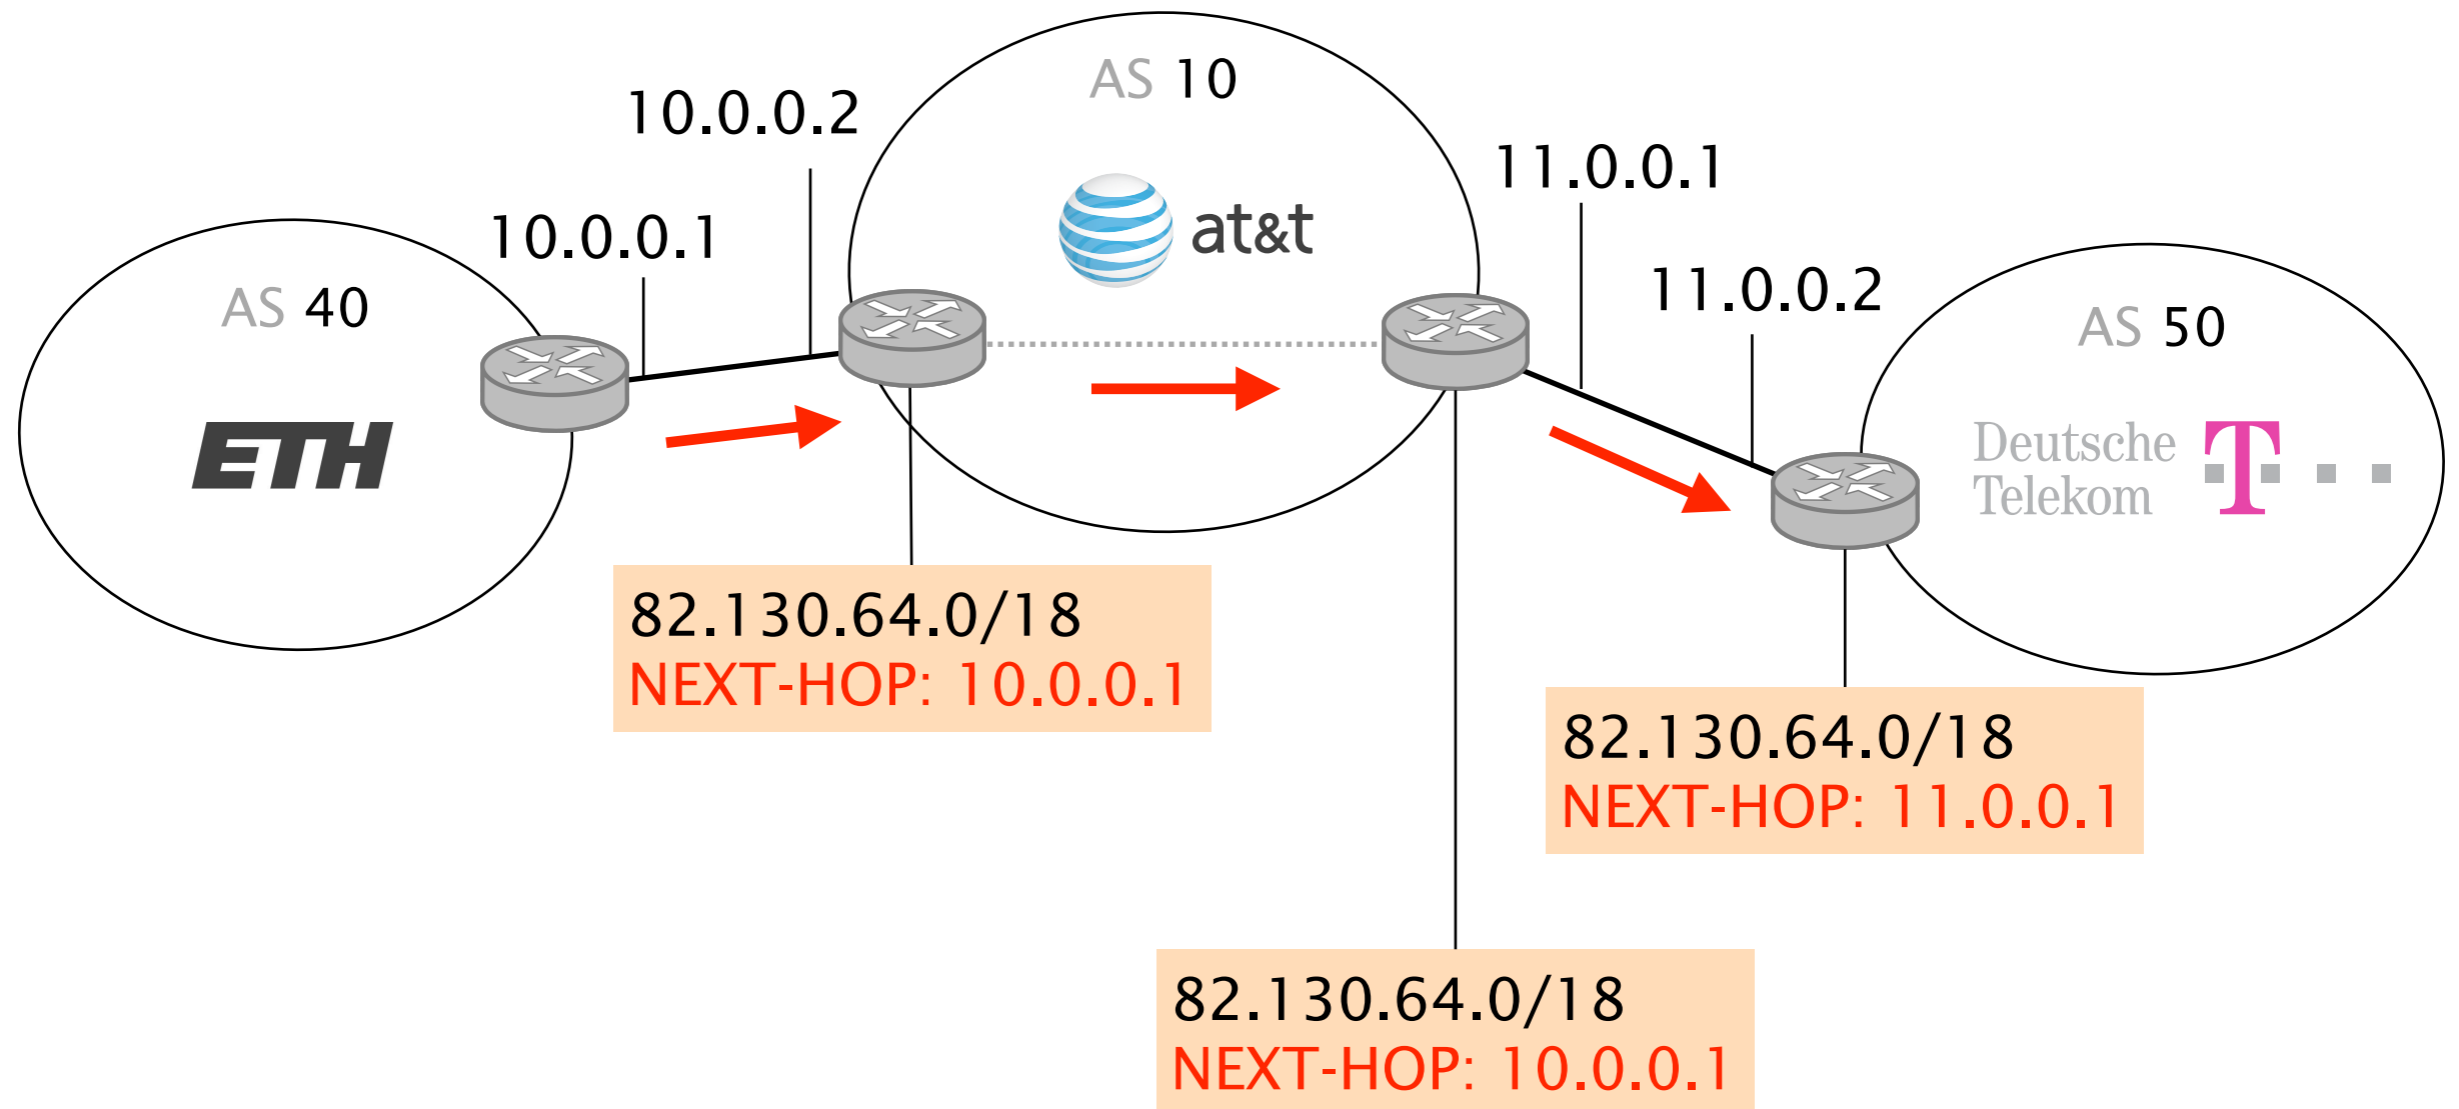 AS 10
10.0.0.2
11.0.0.1
10.0.0.1
at&t
11.0.0.2
AS 40
AS 50
ETH
Deutsche
Telekom
T
82.130.64.0/18
NEXT-HOP: 10.0.0.1
82.130.64.0/18
NEXT-HOP: 11.0.0.1
82.130.64.0/18
NEXT-HOP: 10.0.0.1